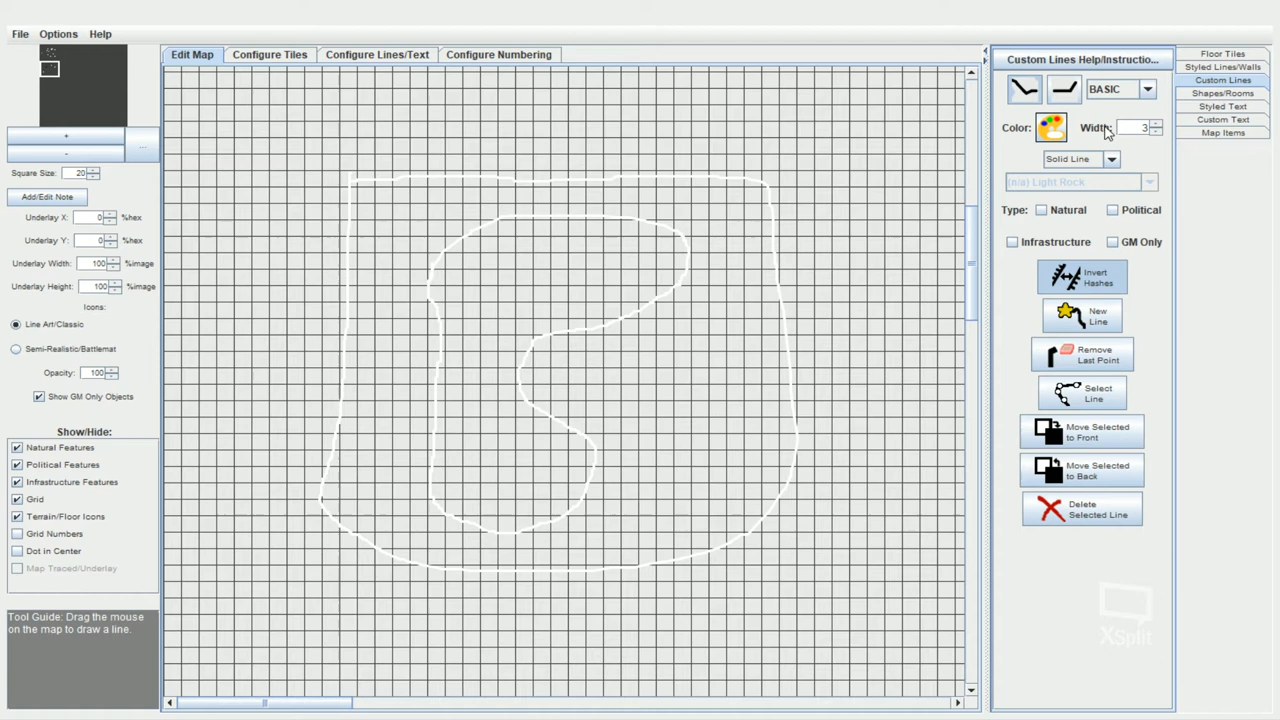 File Options Help
Edit Map Configure Tiles Configure Lines/Text Configure Numbering
+
-
...
Square Size: 20
Add/Edit Note
Underlay X: 0 %hex
Underlay Y: 0 %hex
Underlay Width: 100 %image
Underlay Height: 100 %image
Icons:
Line Art/Classic
Semi-Realistic/Battlemat
Opacity: 100
Show GM Only Objects
Show/Hide:
Natural Features
Political Features
Infrastructure Features
Grid
Terrain/Floor Icons
Grid Numbers
Dot in Center
Map Traced/Underlay
Tool Guide: Drag the mouse
on the map to draw a line.
Custom Lines Help/Instructio...
BASIC
Color: Width: 3
Solid Line
(n/a) Light Rock
Type: Natural Political
Infrastructure GM Only
Invert
Hashes
New
Line
Remove
Last Point
Select
Line
Move Selected
to Front
Move Selected
to Back
Delete
Selected Line
XSplit
Floor Tiles
Styled Lines/Walls
Custom Lines
Shapes/Rooms
Styled Text
Custom Text
Map Items